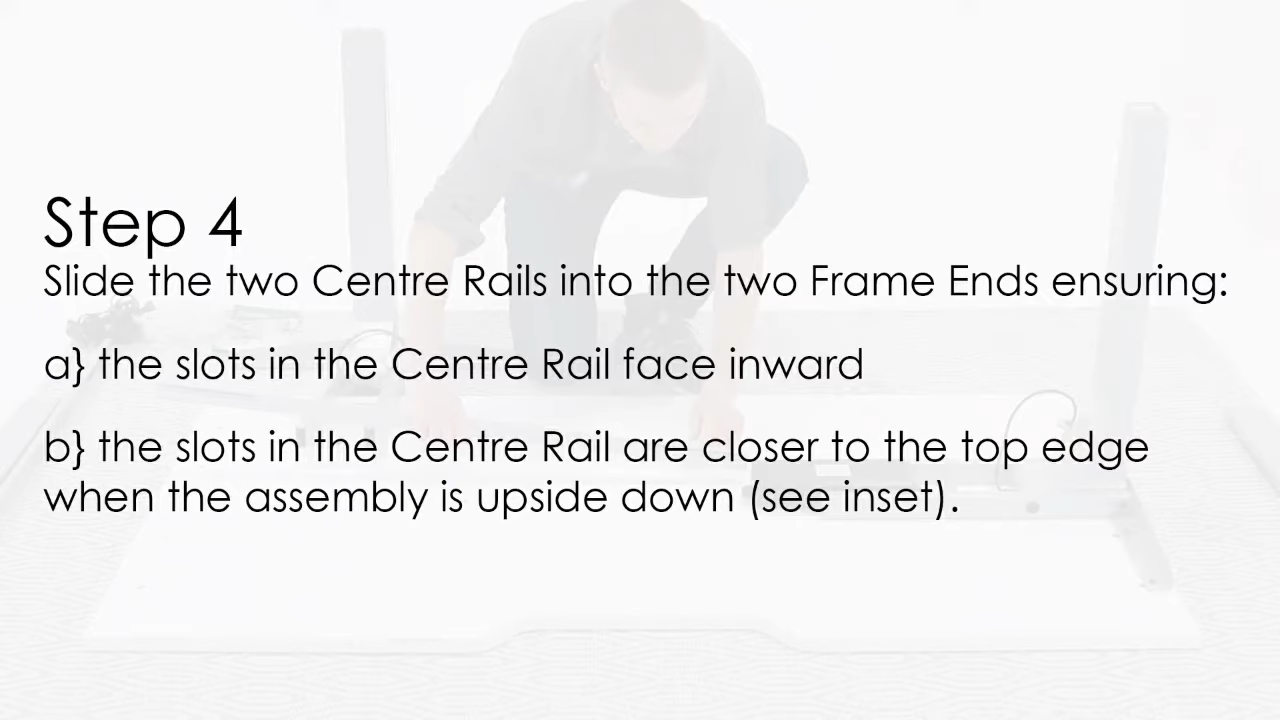 Step 4
Slide the two Centre Rails into the two Frame Ends ensuring:
a} the slots in the Centre Rail face inward
b} the slots in the Centre Rail are closer to the top edge
when the assembly is upside down (see inset).